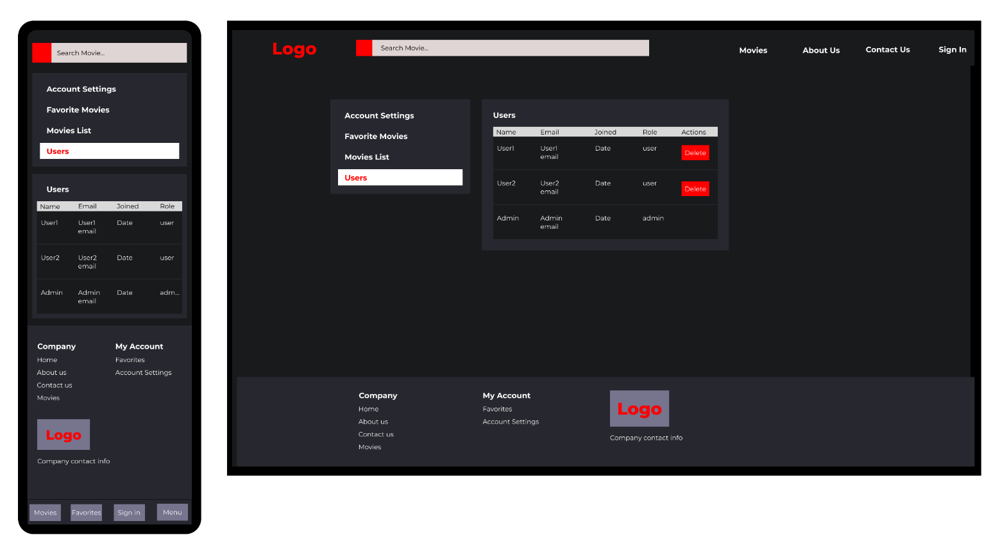 Search Movie...
Account Settings
Favorite Movies
Movies List
Users
Users
Name Email Joined Role
User1 User1 email Date user
User2 User2 email Date user
Admin Admin email Date adm...
Company
Home
About us
Contact us
Movies
My Account
Favorites
Account Settings
Logo
Company contact info
Movies Favorites Sign in Menu
Logo
Search Movie...
Movies About Us Contact Us Sign In
Account Settings
Favorite Movies
Movies List
Users
Users
Name Email Joined Role Actions
User1 User1 email Date user Delete
User2 User2 email Date user Delete
Admin Admin email Date admin
Company
Home
About us
Contact us
Movies
My Account
Favorites
Account Settings
Logo
Company contact info